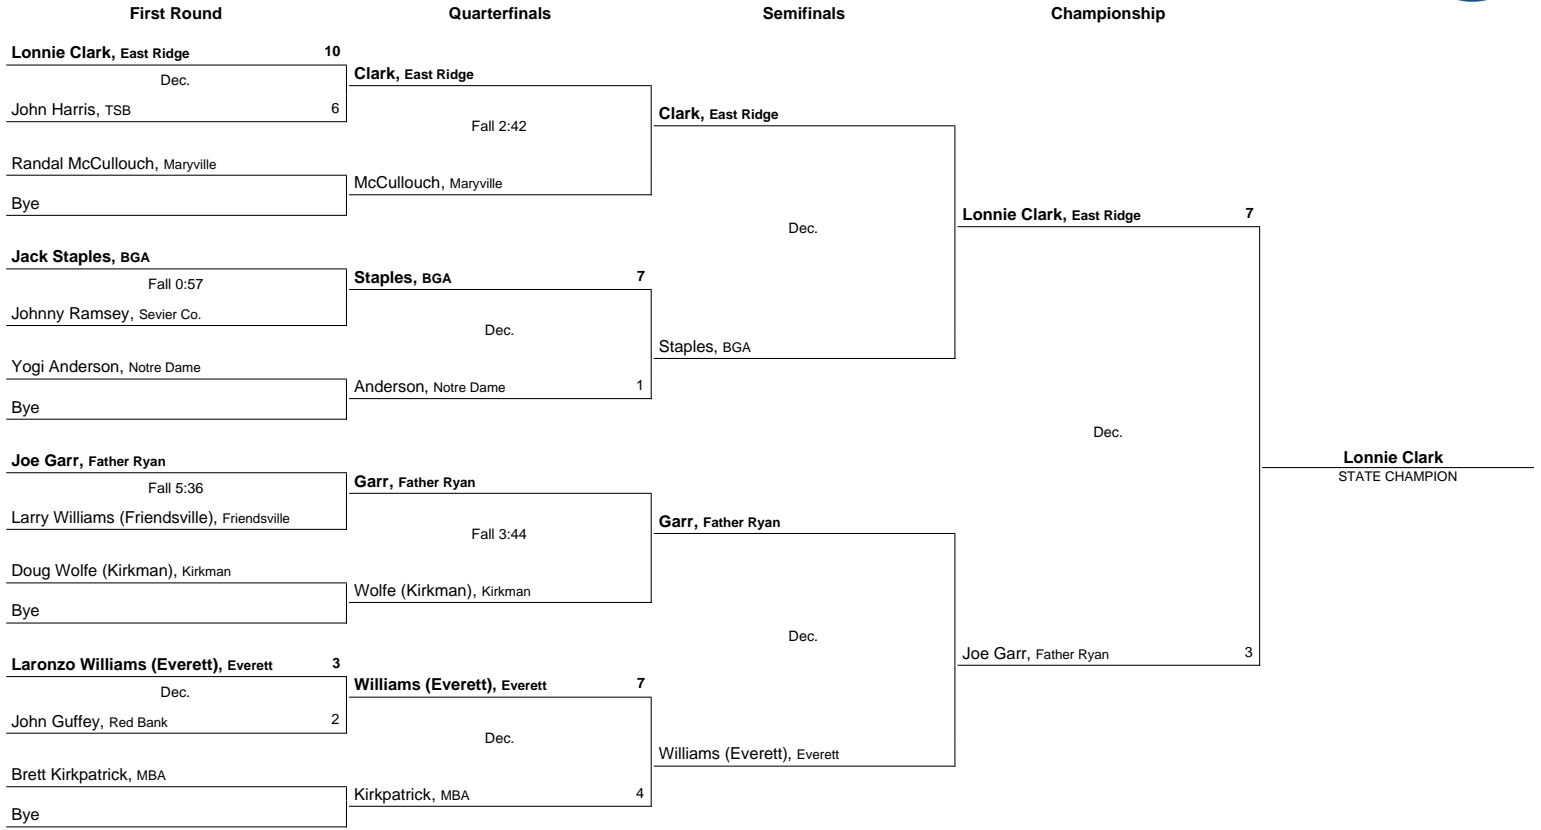 First Round Quarterfinals Semifinals Championship
Lonnie Clark, East Ridge 10
Dec.
John Harris, TSB 6
Randal McCullouch, Maryville
Bye
Jack Staples, BGA
Fall 0:57
Johnny Ramsey, Sevier Co.
Yogi Anderson, Notre Dame
Bye
Joe Garr, Father Ryan
Fall 5:36
Larry Williams (Friendsville), Friendsville
Doug Wolfe (Kirkman), Kirkman
Bye
Laronzo Williams (Everett), Everett 3
Dec.
John Guffey, Red Bank 2
Brett Kirkpatrick, MBA
Bye
Clark, East Ridge
Fall 2:42
McCullouch, Maryville
Staples, BGA 7
Dec.
Anderson, Notre Dame 1
Garr, Father Ryan
Fall 3:44
Wolfe (Kirkman), Kirkman
Williams (Everett), Everett 7
Dec.
Kirkpatrick, MBA 4
Clark, East Ridge
Dec.
Staples, BGA
Garr, Father Ryan
Dec.
Williams (Everett), Everett
Lonnie Clark, East Ridge 7
Dec.
Joe Garr, Father Ryan 3
Lonnie Clark
STATE CHAMPION